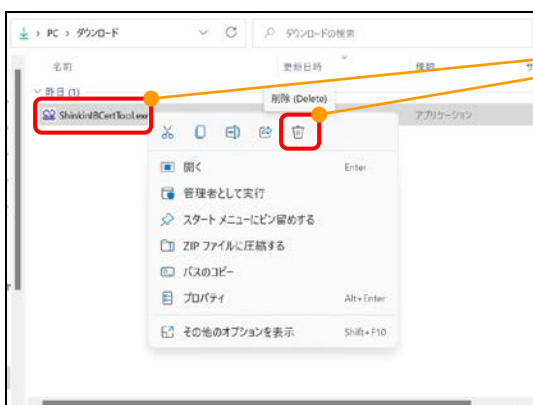 PC > ダウンロード
ダウンロードの検索
名前
更新日時
種類
昨日 (1)
削除 (Delete)
ShinkinIBCertTool.exe
アプリケーション
開く Enter
管理者として実行
スタート メニューにピン留めする
ZIP ファイルに圧縮する
パスのコピー
プロパティ Alt+Enter
その他のオプションを表示 Shift+F10